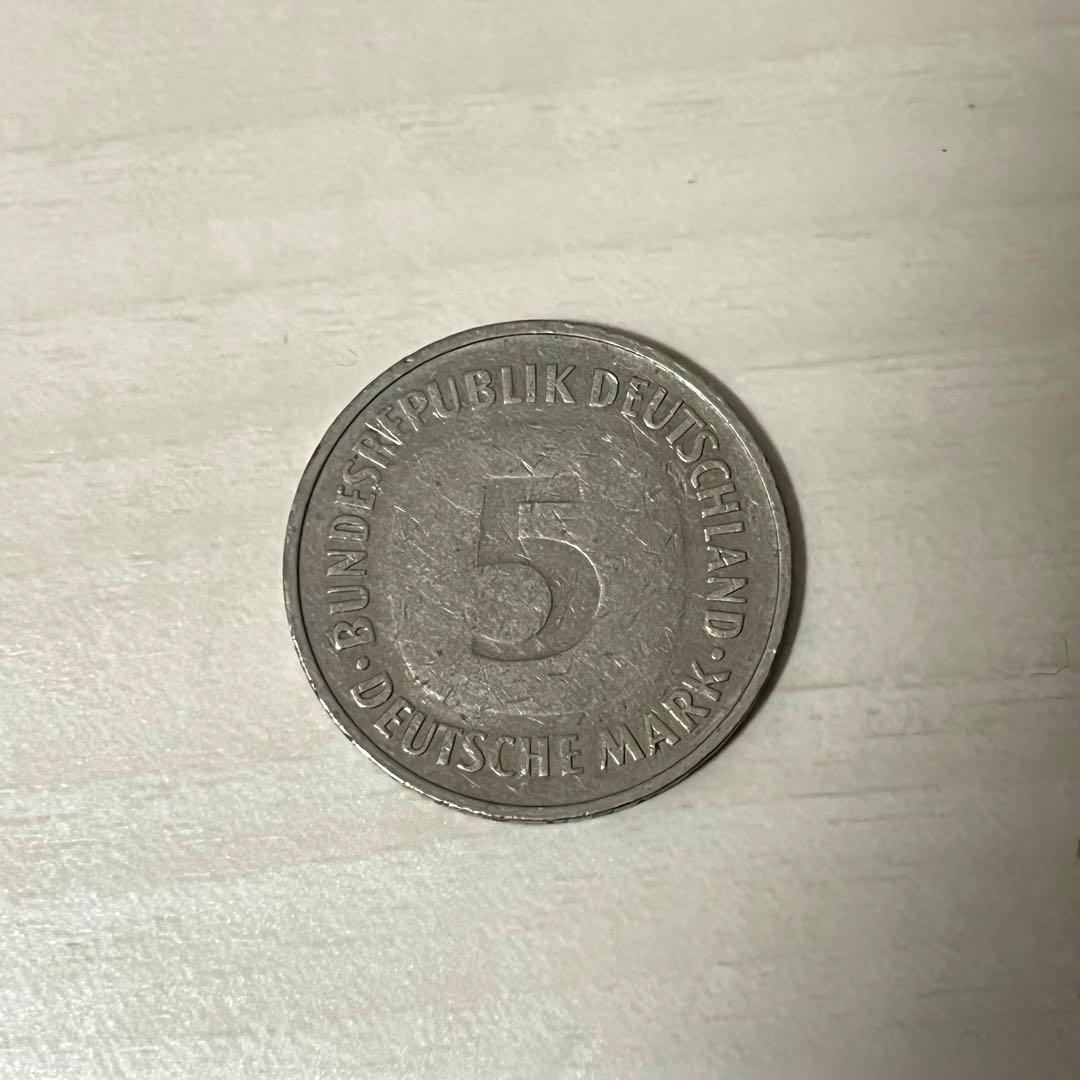 BUNDESREPUBLIK DEUTSCHLAND
5
· DEUTSCHE MARK ·